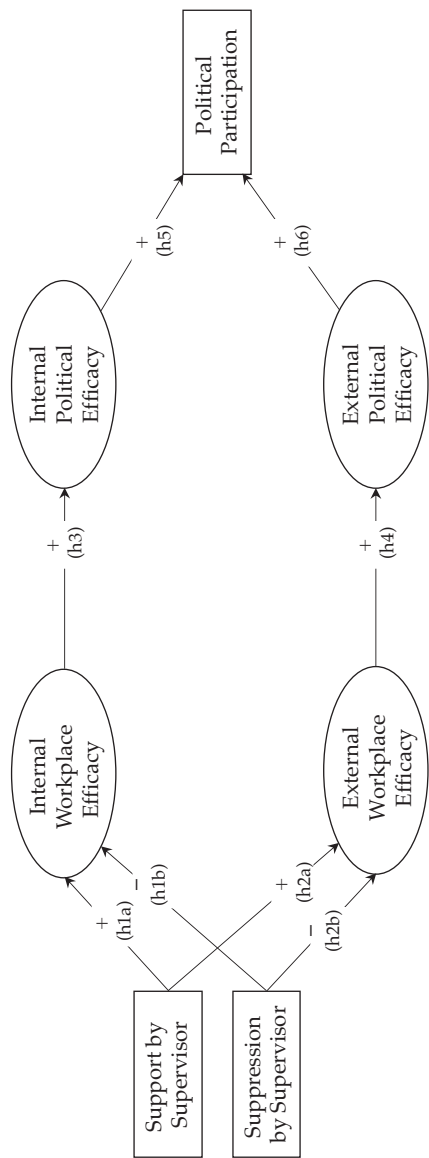 Support by
Supervisor
Suppression
by Supervisor
+
(h1a)
−
(h1b)
+
(h2a)
−
(h2b)
Internal
Workplace
Efficacy
External
Workplace
Efficacy
+
(h3)
+
(h4)
Internal
Political
Efficacy
External
Political
Efficacy
+
(h5)
+
(h6)
Political
Participation